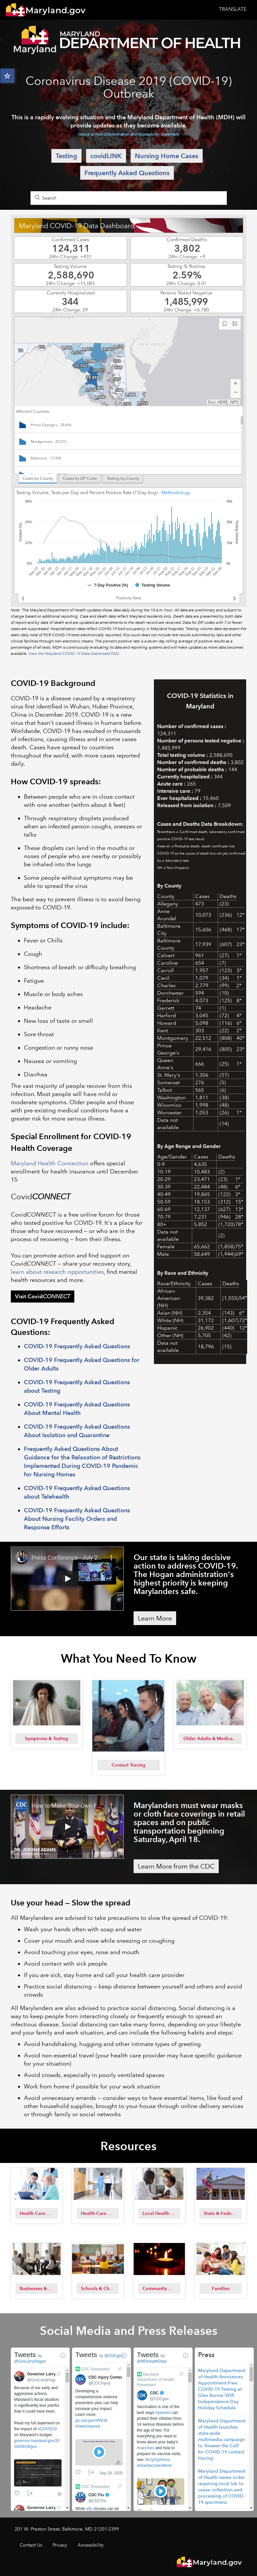 Maryland.gov
TRANSLATE
MARYLAND
DEPARTMENT OF HEALTH
Maryland
Coronavirus Disease 2019 (COVID-19)
Outbreak
This is a rapidly evolving situation and the Maryland Department of Health (MDH) will
provide updates as they become available.
Notice of Non-Discrimination and Accessibility Statement
Testing
covidLINK
Nursing Home Cases
Frequently Asked Questions
Search
Maryland COVID-19 Data Dashboard
Confirmed Cases
124,311
24hr Change: +431
Confirmed Deaths
3,802
24hr Change: +9
Testing Volume
2,588,690
24hr Change: +15,083
Testing % Positive
2.59%
24hr Change: 0.01
Currently Hospitalized
344
24hr Change: 29
Persons Tested Negative
1,485,999
24hr Change: +6,780
Esri, HERE, NPS
Affected Counties
Prince George's - 29,416
Montgomery - 22,512
Baltimore - 17,939
Cases by County
Cases by ZIP Code
Testing by County
Testing Volume, Tests per Day and Percent Positive Rate (7-Day Avg) - Methodology
7-Day Positive (%)
Testing Volume
Positivity Rate
COVID-19 Background
COVID-19 is a disease caused by a respiratory
virus first identified in Wuhan, Hubei Province,
China in December 2019. COVID-19 is a new
virus that hasn't caused illness in humans before.
Worldwide, COVID-19 has resulted in thousands
of infections, causing illness and in some cases
death. Cases have spread to countries
throughout the world, with more cases reported
daily.
How COVID-19 spreads:
Between people who are in close contact
with one another (within about six feet)
Through respiratory droplets produced
when an infected person coughs, sneezes or
talks.
These droplets can land in the mouths or
noses of people who are nearby or possibly
be inhaled into the lungs
Some people without symptoms may be
able to spread the virus
The best way to prevent illness is to avoid being
exposed to COVID-19.
Symptoms of COVID-19 include:
Fever or Chills
Cough
Shortness of breath or difficulty breathing
Fatigue
Muscle or body aches
Headache
New loss of taste or smell
Sore throat
Congestion or runny nose
Nausea or vomiting
Diarrhea
The vast majority of people recover from this
infection. Most people will have mild or
moderate symptoms, but the elderly and those
with underlying medical conditions are at
greater risk for more serious symptoms.
Special Enrollment for COVID-19
Health Coverage
Maryland Health Connection offers special
enrollment for health insurance until December
15
CovidCONNECT
CovidCONNECT is a free online forum for those
who tested positive for COVID-19. It's a place for
people who have recovered – or are still in the
process of recovering – to share their
experiences, and to learn from others in their
shoes.
You can promote action and find support on
CovidCONNECT – share your recovery story,
learn about research opportunities, find mental
health resources and more.
Visit CovidCONNECT
COVID-19 Frequently Asked
Questions:
COVID-19 Frequently Asked Questions
COVID-19 Frequently Asked Questions for
Older Adults
COVID-19 Frequently Asked Questions
about Testing
COVID-19 Frequently Asked Questions
About Mental Health
COVID-19 Frequently Asked Questions
About Isolation and Quarantine
Frequently Asked Questions About
Guidance for the Relaxation of Restrictions
Implemented During COVID-19 Pandemic
for Nursing Homes
COVID-19 Frequently Asked Questions
about Telehealth
COVID-19 Frequently Asked Questions
About Nursing Facility Orders and
Response Efforts
COVID-19 Statistics in
Maryland
Number of confirmed cases :
124,311
Number of persons tested negative :
1,485,999
Total testing volume : 2,588,690
Number of confirmed deaths : 3,802
Number of probable deaths : 144
Currently hospitalized : 344
Acute care : 265
Intensive care : 79
Ever hospitalized : 15,460
Released from isolation : 7,509
Cases and Deaths Data Breakdown:
NH = Non-Hispanic
By County
County Cases Deaths
Allegany 473 (23)
Anne Arundel 10,073 (236) 12*
Baltimore City 15,606 (468) 17*
Baltimore County 17,939 (607) 23*
Calvert 961 (27) 1*
Caroline 654 (7)
Carroll 1,957 (123) 3*
Cecil 1,079 (34) 1*
Charles 2,779 (99) 2*
Dorchester 594 (10)
Frederick 4,073 (125) 8*
Garrett 74 (1)
Harford 3,045 (72) 4*
Howard 5,098 (116) 6*
Kent 303 (22) 2*
Montgomery 22,512 (808) 40*
Prince George's 29,416 (805) 23*
Queen Anne's 666 (25) 1*
St. Mary's 1,306 (57)
Somerset 276 (5)
Talbot 565 (6)
Washington 1,811 (38)
Wicomico 1,998 (48)
Worcester 1,053 (26) 1*
Data not available (14)
By Age Range and Gender
Age/Gender Cases Deaths
0-9 4,635
10-19 10,483 (2)
20-29 23,471 (23) 1*
30-39 22,484 (48) 6*
40-49 19,865 (122) 3*
50-59 18,153 (312) 15*
60-69 12,137 (627) 13*
70-79 7,231 (946) 28*
80+ 5,852 (1,720) 78*
Data not available (2)
Female 65,662 (1,858) 75*
Male 58,649 (1,944) 69*
By Race and Ethnicity
Race/Ethnicity Cases Deaths
African-American (NH) 39,382 (1,555) 54*
Asian (NH) 2,354 (143) 6*
White (NH) 31,172 (1,607) 72*
Hispanic 26,902 (440) 12*
Other (NH) 5,705 (42)
Data not available 18,796 (15)
Press Conference: July 2
Our state is taking decisive
action to address COVID-19.
The Hogan administration's
highest priority is keeping
Marylanders safe.
Learn More
What You Need To Know
Symptoms & Testing
Contact Tracing
Older Adults & Medica...
How to Make Your Own F
DR. JEROME ADAMS
Marylanders must wear masks
or cloth face coverings in retail
spaces and on public
transportation beginning
Saturday, April 18.
Learn More from the CDC
Use your head – Slow the spread
All Marylanders are advised to take precautions to slow the spread of COVID-19:
Wash your hands often with soap and water
Cover your mouth and nose while sneezing or coughing
Avoid touching your eyes, nose and mouth
Avoid contact with sick people
If you are sick, stay home and call your health care provider
Practice social distancing – keep distance between yourself and others and avoid
crowds
All Marylanders are also advised to practice social distancing. Social distancing is a
way to keep people from interacting closely or frequently enough to spread an
infectious disease. Social distancing can take many forms, depending on your lifestyle
and your family and work situation, and can include the following habits and steps:
Avoid handshaking, hugging and other intimate types of greeting
Avoid non-essential travel (your health care provider may have specific guidance
for your situation)
Avoid crowds, especially in poorly ventilated spaces
Work from home if possible for your work situation
Avoid unnecessary errands – consider ways to have essential items, like food and
other household supplies, brought to you through online delivery services
or through family or social networks
Resources
Health Care ...
Health Care ...
Local Health ...
State & Fede...
Businesses & ...
Schools & Ch...
Community ...
Families
Social Media and Press Releases
Tweets
Tweets
Tweets
Press
Maryland Department
of Health Announces
Appointment-Free
COVID-19 Testing at
Glen Burnie VEIP,
Independence Day
Holiday Schedule
Maryland Department
of Health launches
state-wide
multimedia campaign
to 'Answer the Call'
for COVID-19 contact
tracing
Maryland Department
of Health issues order
requiring local lab to
cease collection and
processing of COVID-
19 specimens
201 W. Preston Street, Baltimore, MD 21201-2399
Contact Us
Privacy
Accessibility
Maryland.gov